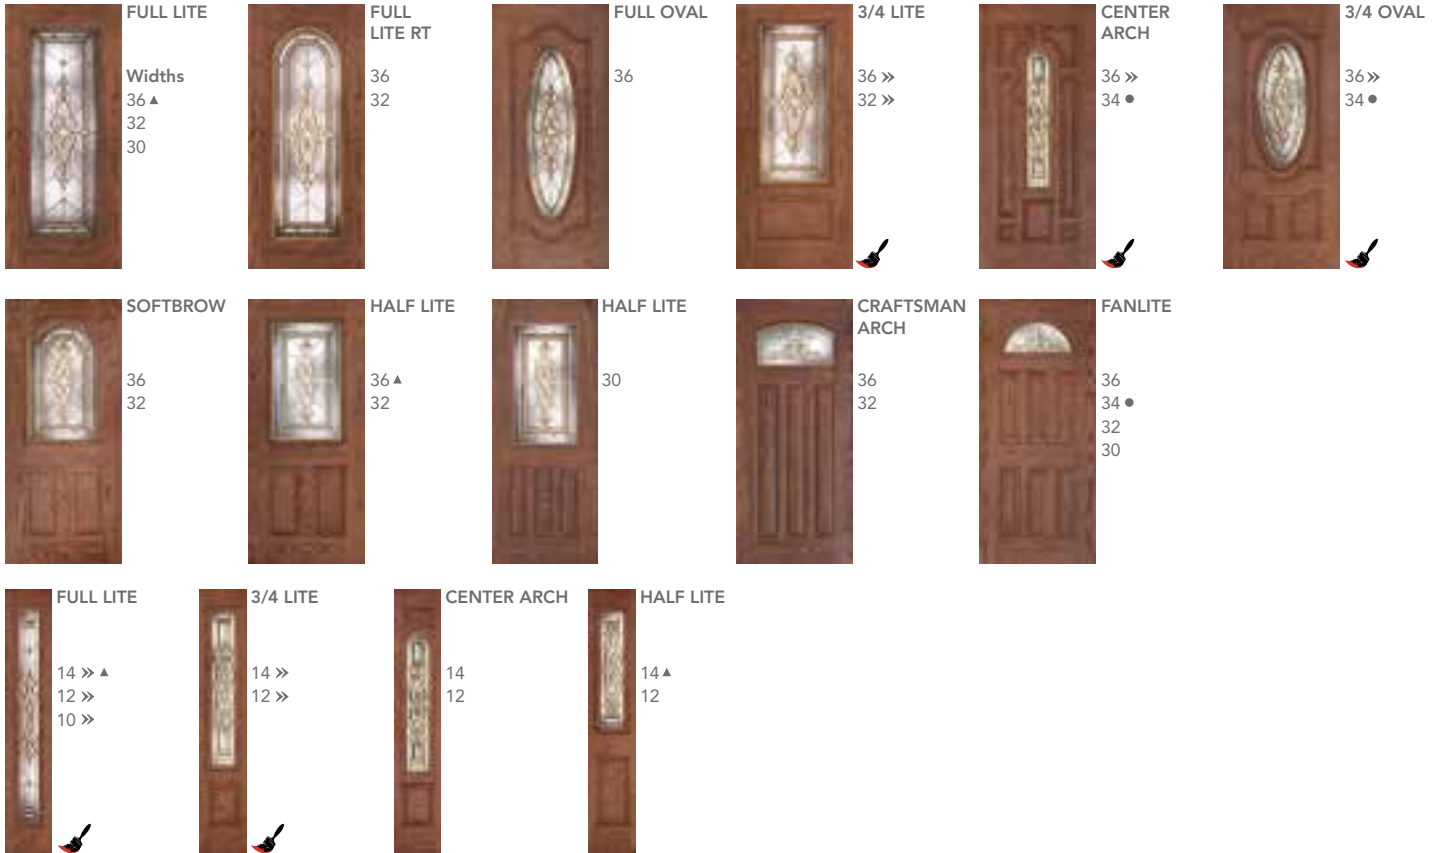 FULL LITE
Widths
36 ▲
32
30
FULL
LITE RT
36
32
FULL OVAL
36
3/4 LITE
36 »
32 »
CENTER
ARCH
36 »
34 ●
3/4 OVAL
36 »
34 ●
SOFTBROW
36
32
HALF LITE
36 ▲
32
HALF LITE
30
CRAFTSMAN
ARCH
36
32
FANLITE
36
34 ●
32
30
FULL LITE
14 » ▲
12 »
10 »
3/4 LITE
14 »
12 »
CENTER ARCH
14
12
HALF LITE
14 ▲
12